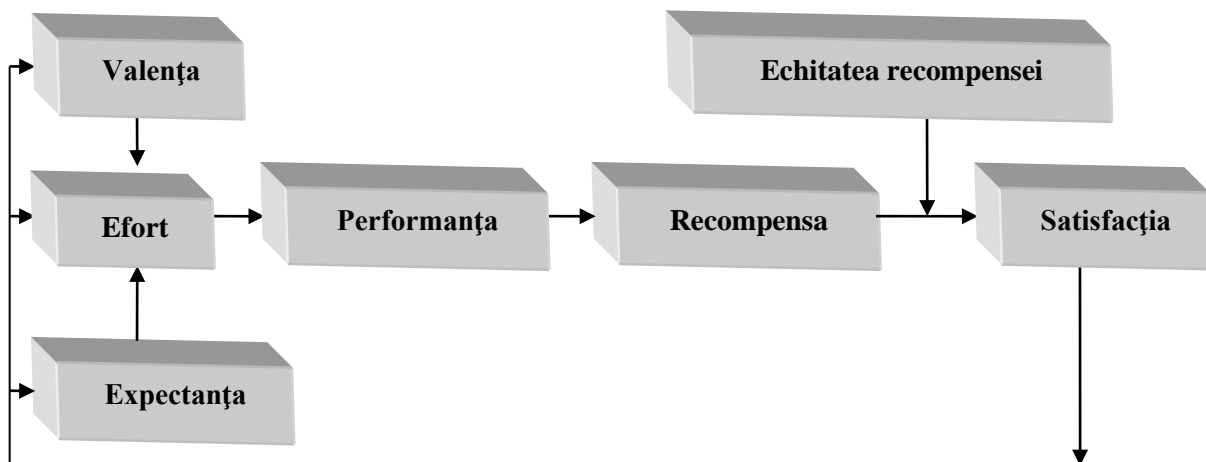 Valenţa
Echitatea recompensei
Efort
Performanţa
Recompensa
Satisfacţia
Expectanţa